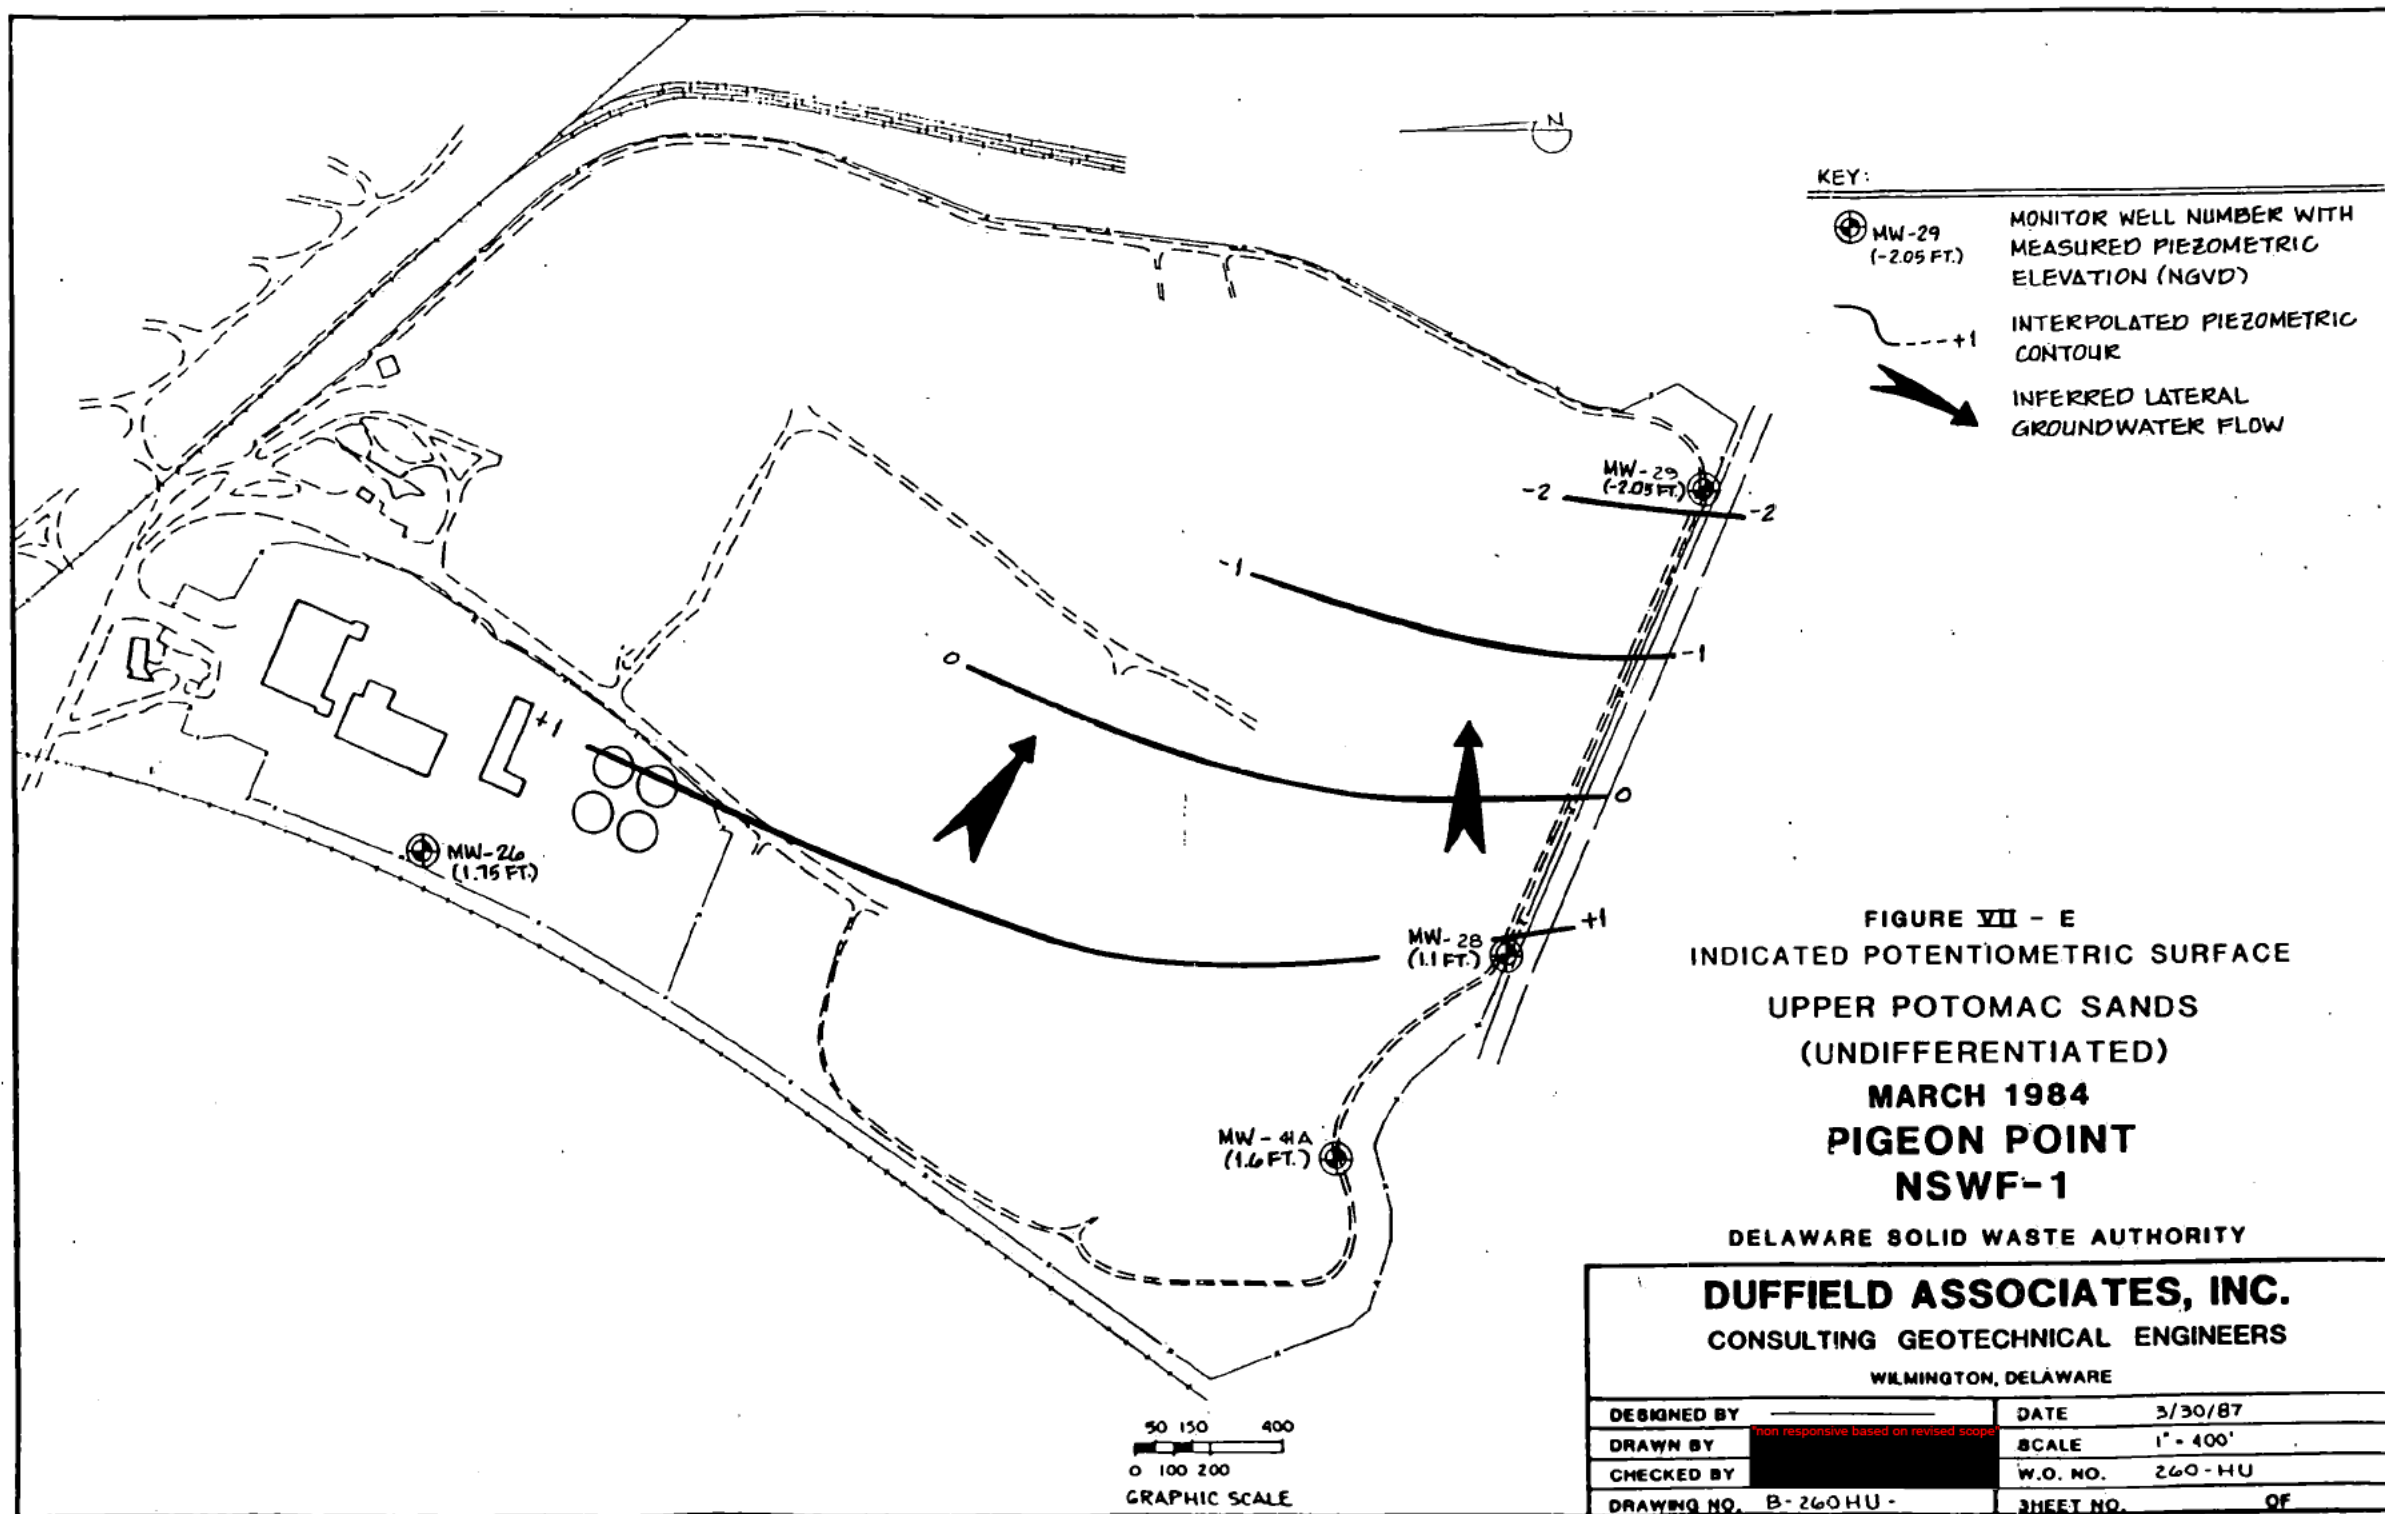 N
KEY:
MW-29
(-2.05 FT.)
MONITOR WELL NUMBER WITH
MEASURED PIEZOMETRIC
ELEVATION (NGVD)
+1
INTERPOLATED PIEZOMETRIC
CONTOUR
INFERRED LATERAL
GROUNDWATER FLOW
MW-29
(-2.05 FT.)
-2
-2
-1
-1
0
0
+1
+1
MW-26
(1.75 FT.)
MW-28
(1.1 FT.)
MW-41A
(1.6 FT.)
FIGURE VII - E
INDICATED POTENTIOMETRIC SURFACE
UPPER POTOMAC SANDS
(UNDIFFERENTIATED)
MARCH 1984
PIGEON POINT
NSWF-1
DELAWARE SOLID WASTE AUTHORITY
DUFFIELD ASSOCIATES, INC.
CONSULTING GEOTECHNICAL ENGINEERS
WILMINGTON, DELAWARE
DESIGNED BY
DATE 3/30/87
DRAWN BY
*non responsive based on revised scope*
SCALE 1" - 400'
CHECKED BY
W.O. NO. 260-HU
DRAWING NO. B-260HU-
SHEET NO. OF
50 150 400
0 100 200
GRAPHIC SCALE